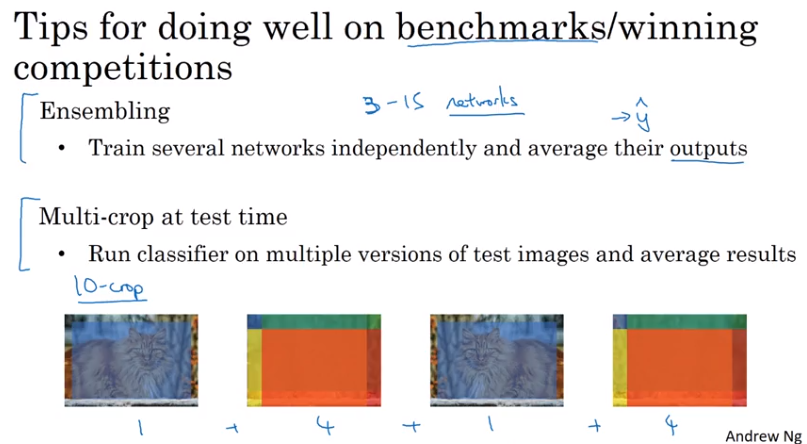 Tips for doing well on benchmarks/winning
competitions
Ensembling
3-15 networks
→ ŷ
• Train several networks independently and average their outputs
Multi-crop at test time
• Run classifier on multiple versions of test images and average results
10-crop
1 + 4 + 1 + 4
Andrew Ng